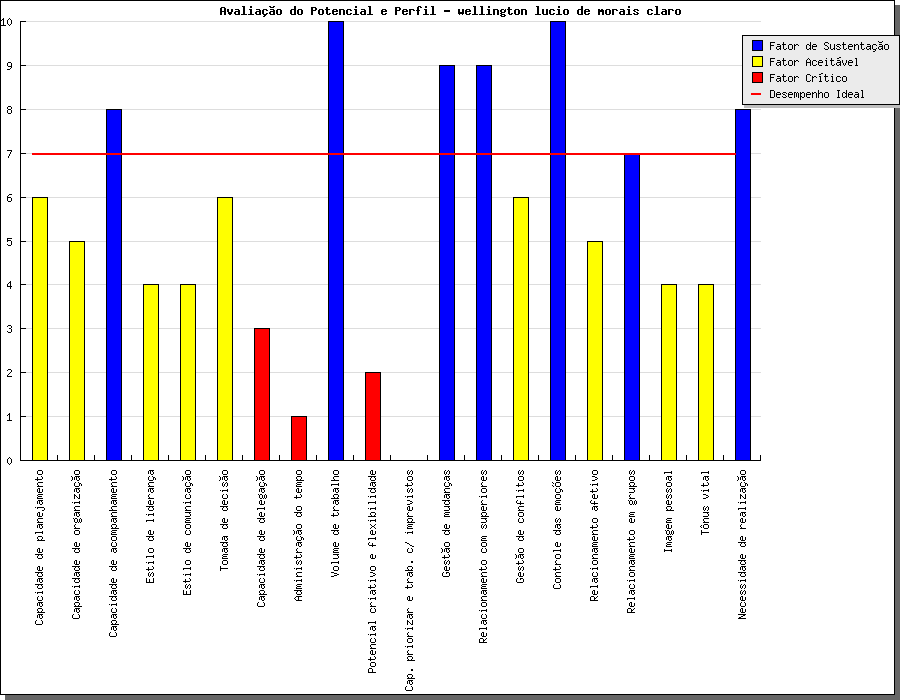 Avaliação do Potencial e Perfil - wellington lucio de morais claro
Fator de Sustentação
Fator Aceitável
Fator Crítico
Desempenho Ideal
10
9
8
7
6
5
4
3
2
1
0
Capacidade de planejamento
Capacidade de organização
Capacidade de acompanhamento
Estilo de liderança
Estilo de comunicação
Tomada de decisão
Capacidade de delegação
Administração do tempo
Volume de trabalho
Potencial criativo e flexibilidade
Cap. priorizar e trab. c/ imprevistos
Gestão de mudanças
Relacionamento com superiores
Gestão de conflitos
Controle das emoções
Relacionamento afetivo
Relacionamento em grupos
Imagem pessoal
Tônus vital
Necessidade de realização